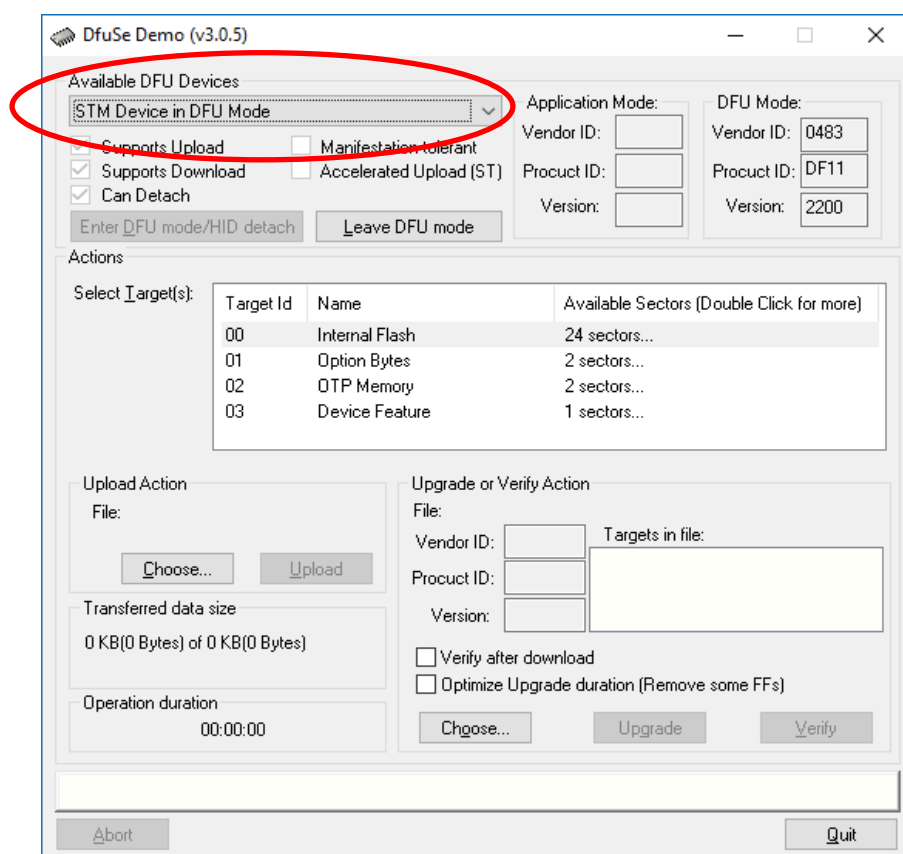 DfuSe Demo (v3.0.5)
Available DFU Devices
STM Device in DFU Mode
Supports Upload
Manifestation tolerant
Supports Download
Accelerated Upload (ST)
Can Detach
Enter DFU mode/HID detach
Leave DFU mode
Application Mode:
Vendor ID:
Procuct ID:
Version:
DFU Mode:
Vendor ID: 0483
Procuct ID: DF11
Version: 2200
Actions
Select Target(s):
Target Id Name Available Sectors (Double Click for more)
00 Internal Flash 24 sectors...
01 Option Bytes 2 sectors...
02 OTP Memory 2 sectors...
03 Device Feature 1 sectors...
Upload Action
File:
Choose... Upload
Transferred data size
0 KB(0 Bytes) of 0 KB(0 Bytes)
Operation duration
00:00:00
Upgrade or Verify Action
File:
Vendor ID:
Procuct ID:
Version:
Targets in file:
Verify after download
Optimize Upgrade duration (Remove some FFs)
Choose... Upgrade Verify
Abort Quit